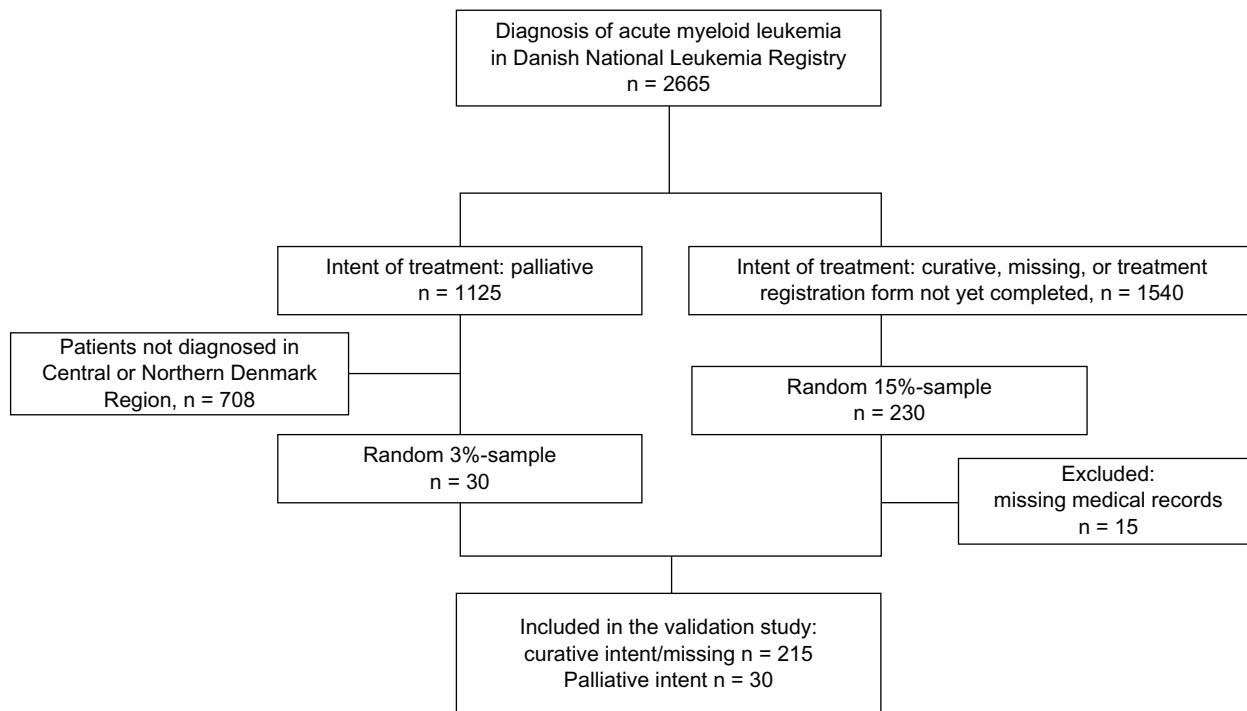 Diagnosis of acute myeloid leukemia
in Danish National Leukemia Registry
n = 2665
Intent of treatment: palliative
n = 1125
Intent of treatment: curative, missing, or treatment
registration form not yet completed, n = 1540
Patients not diagnosed in
Central or Northern Denmark
Region, n = 708
Random 15%-sample
n = 230
Random 3%-sample
n = 30
Excluded:
missing medical records
n = 15
Included in the validation study:
curative intent/missing n = 215
Palliative intent n = 30